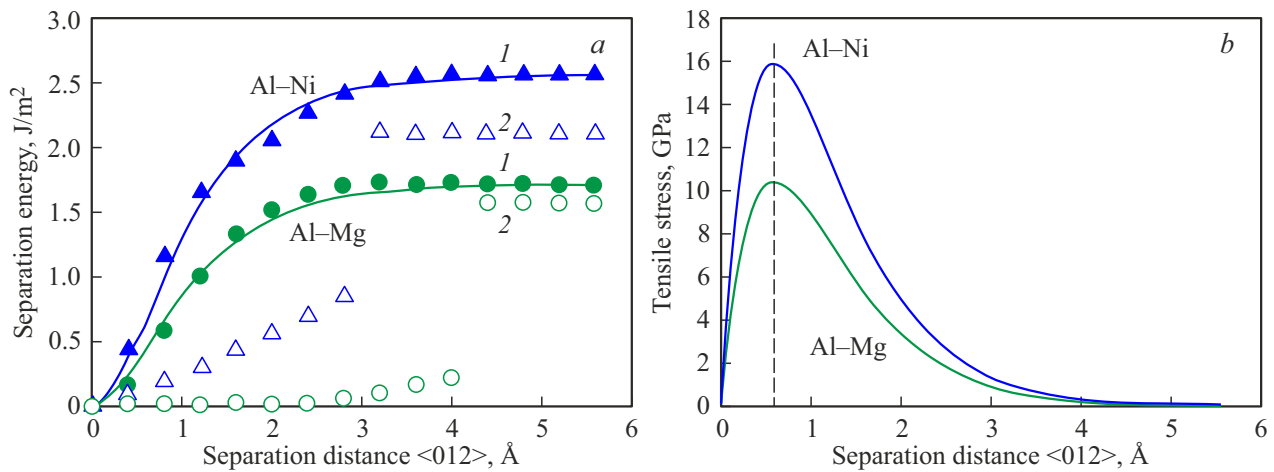 3.0
2.5
2.0
1.5
1.0
0.5
0
Separation energy, J/m²
a
1
Al–Ni
2
1
Al–Mg
2
0 1 2 3 4 5 6
Separation distance <012>, Å
18
16
14
12
10
8
6
4
2
0
Tensile stress, GPa
b
Al–Ni
Al–Mg
0 1 2 3 4 5 6
Separation distance <012>, Å